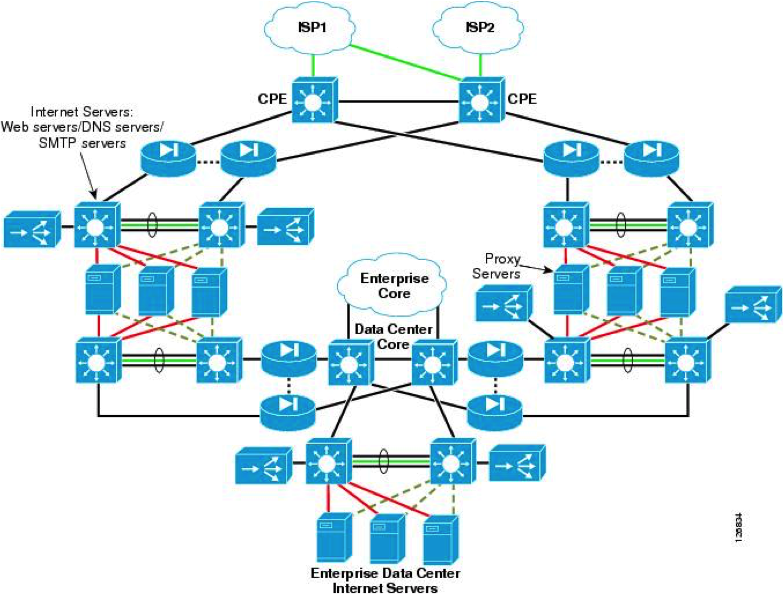 ISP1
ISP2
CPE
CPE
Internet Servers:
Web servers/DNS servers/
SMTP servers
Proxy
Servers
Enterprise
Core
Data Center
Core
126834
Enterprise Data Center
Internet Servers